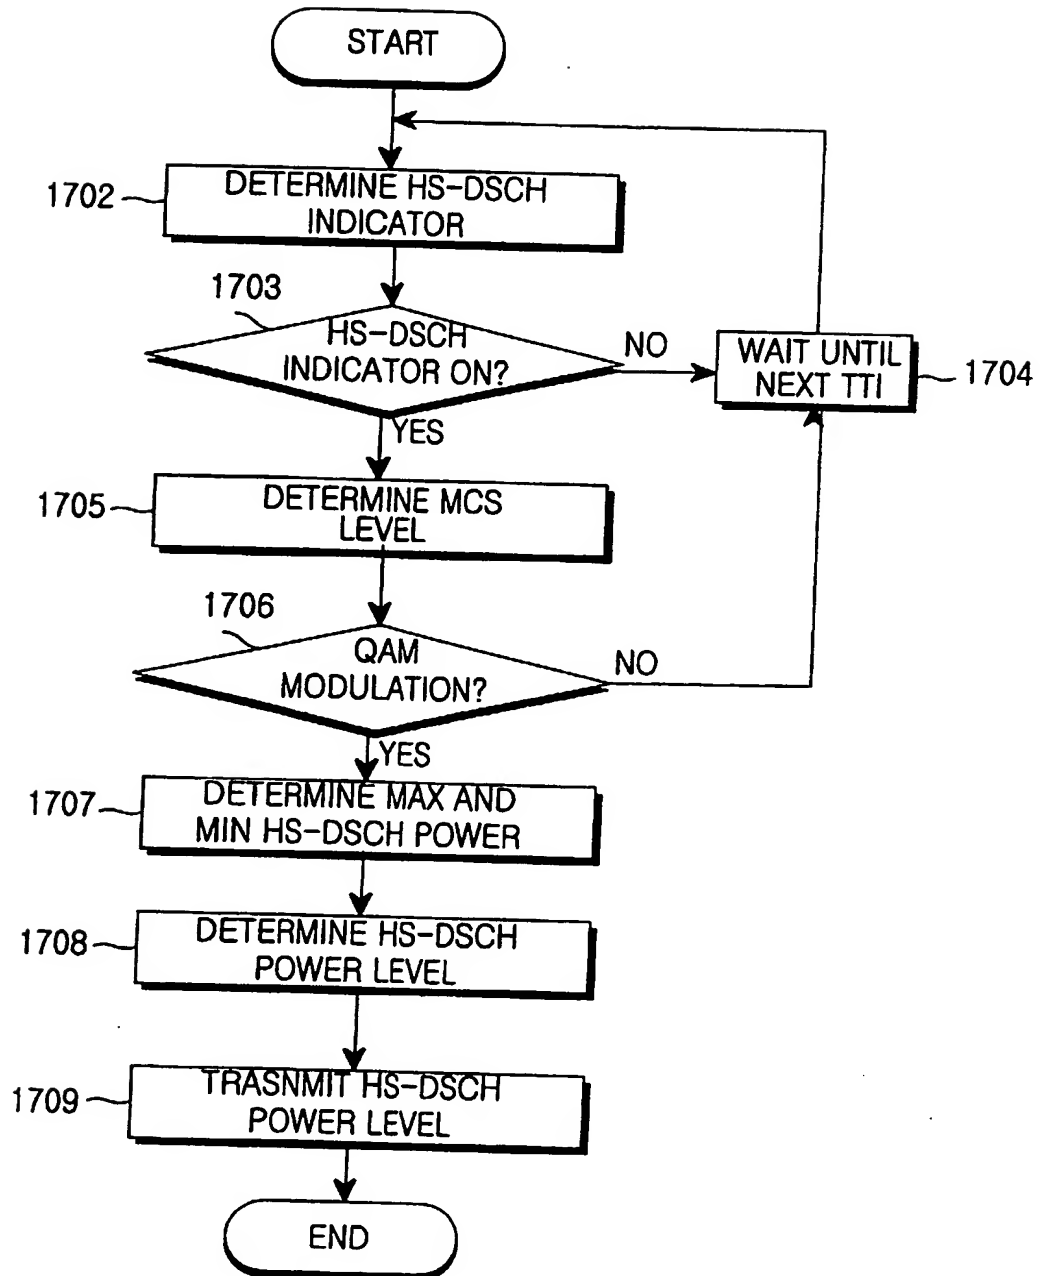 START
1702
DETERMINE HS-DSCH
INDICATOR
1703
HS-DSCH
INDICATOR ON?
NO
WAIT UNTIL
NEXT TTI
1704
YES
1705
DETERMINE MCS
LEVEL
1706
QAM
MODULATION?
NO
YES
1707
DETERMINE MAX AND
MIN HS-DSCH POWER
1708
DETERMINE HS-DSCH
POWER LEVEL
1709
TRASNMIT HS-DSCH
POWER LEVEL
END